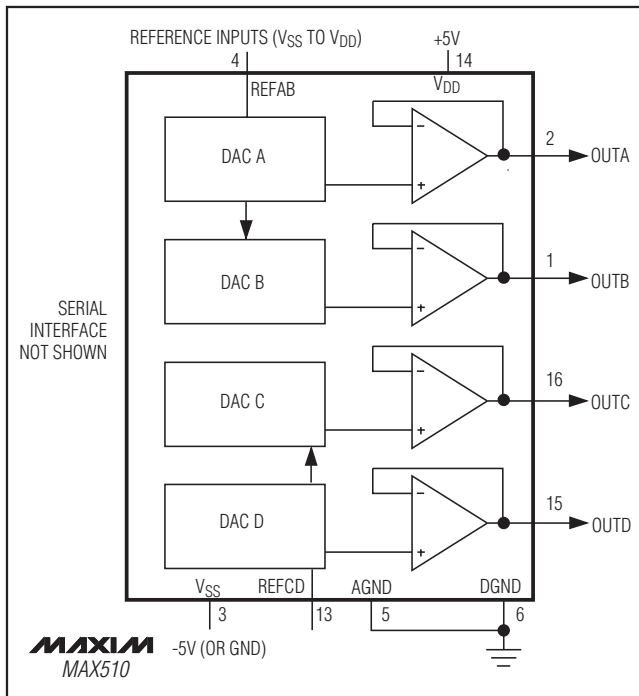 REFERENCE INPUTS (VSS TO VDD)
+5V
4
14
REFAB
VDD
DAC A
-
+
2
OUTA
DAC B
-
+
1
OUTB
SERIAL
INTERFACE
NOT SHOWN
DAC C
-
+
16
OUTC
DAC D
-
+
15
OUTD
VSS
REFCD
AGND
DGND
3
13
5
6
-5V (OR GND)
MAXIM
MAX510